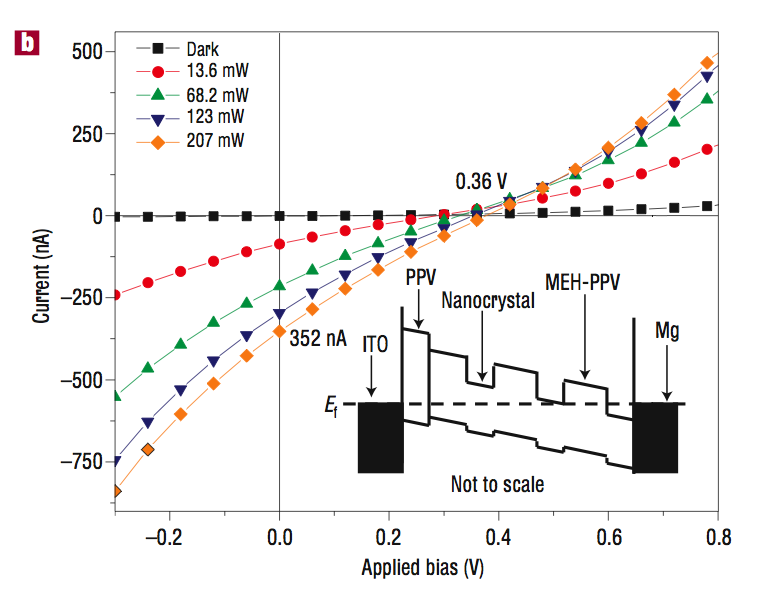 b
500
250
0
−250
−500
−750
Current (nA)
Dark
13.6 mW
68.2 mW
123 mW
207 mW
0.36 V
352 nA
PPV
Nanocrystal
MEH-PPV
ITO
Mg
Ef
Not to scale
−0.2
0.0
0.2
0.4
0.6
0.8
Applied bias (V)